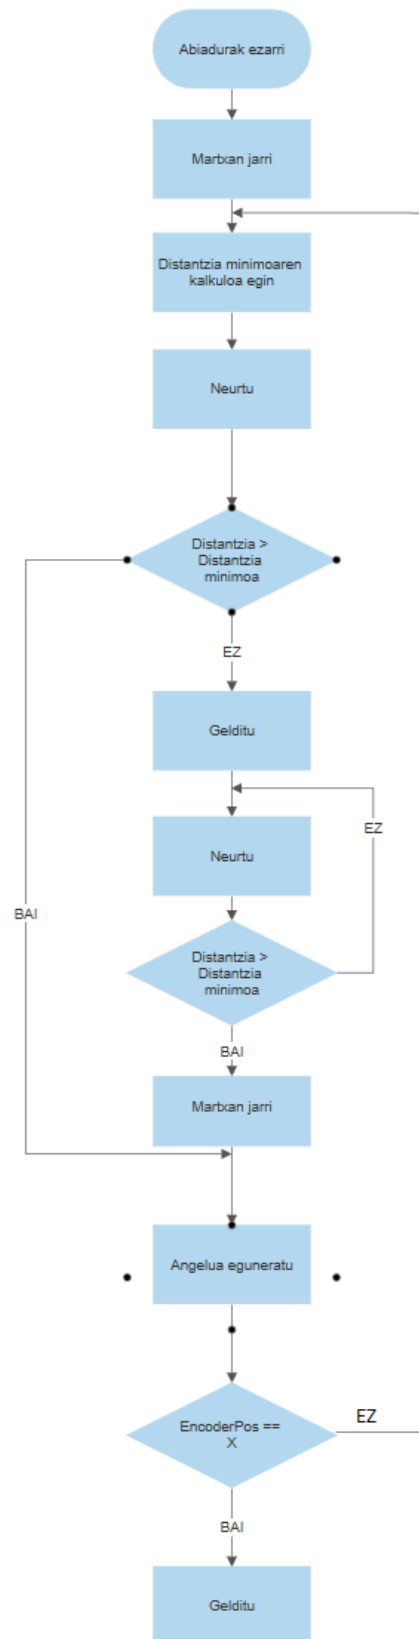 Abiadurak ezarri
Martxan jarri
Distantzia minimoaren
kalkuloa egin
Neurtu
Distantzia >
Distantzia
minimoa
EZ
Gelditu
EZ
Neurtu
BAI
Distantzia >
Distantzia
minimoa
BAI
Martxan jarri
Angelua eguneratu
EZ
EncoderPos ==
X
BAI
Gelditu